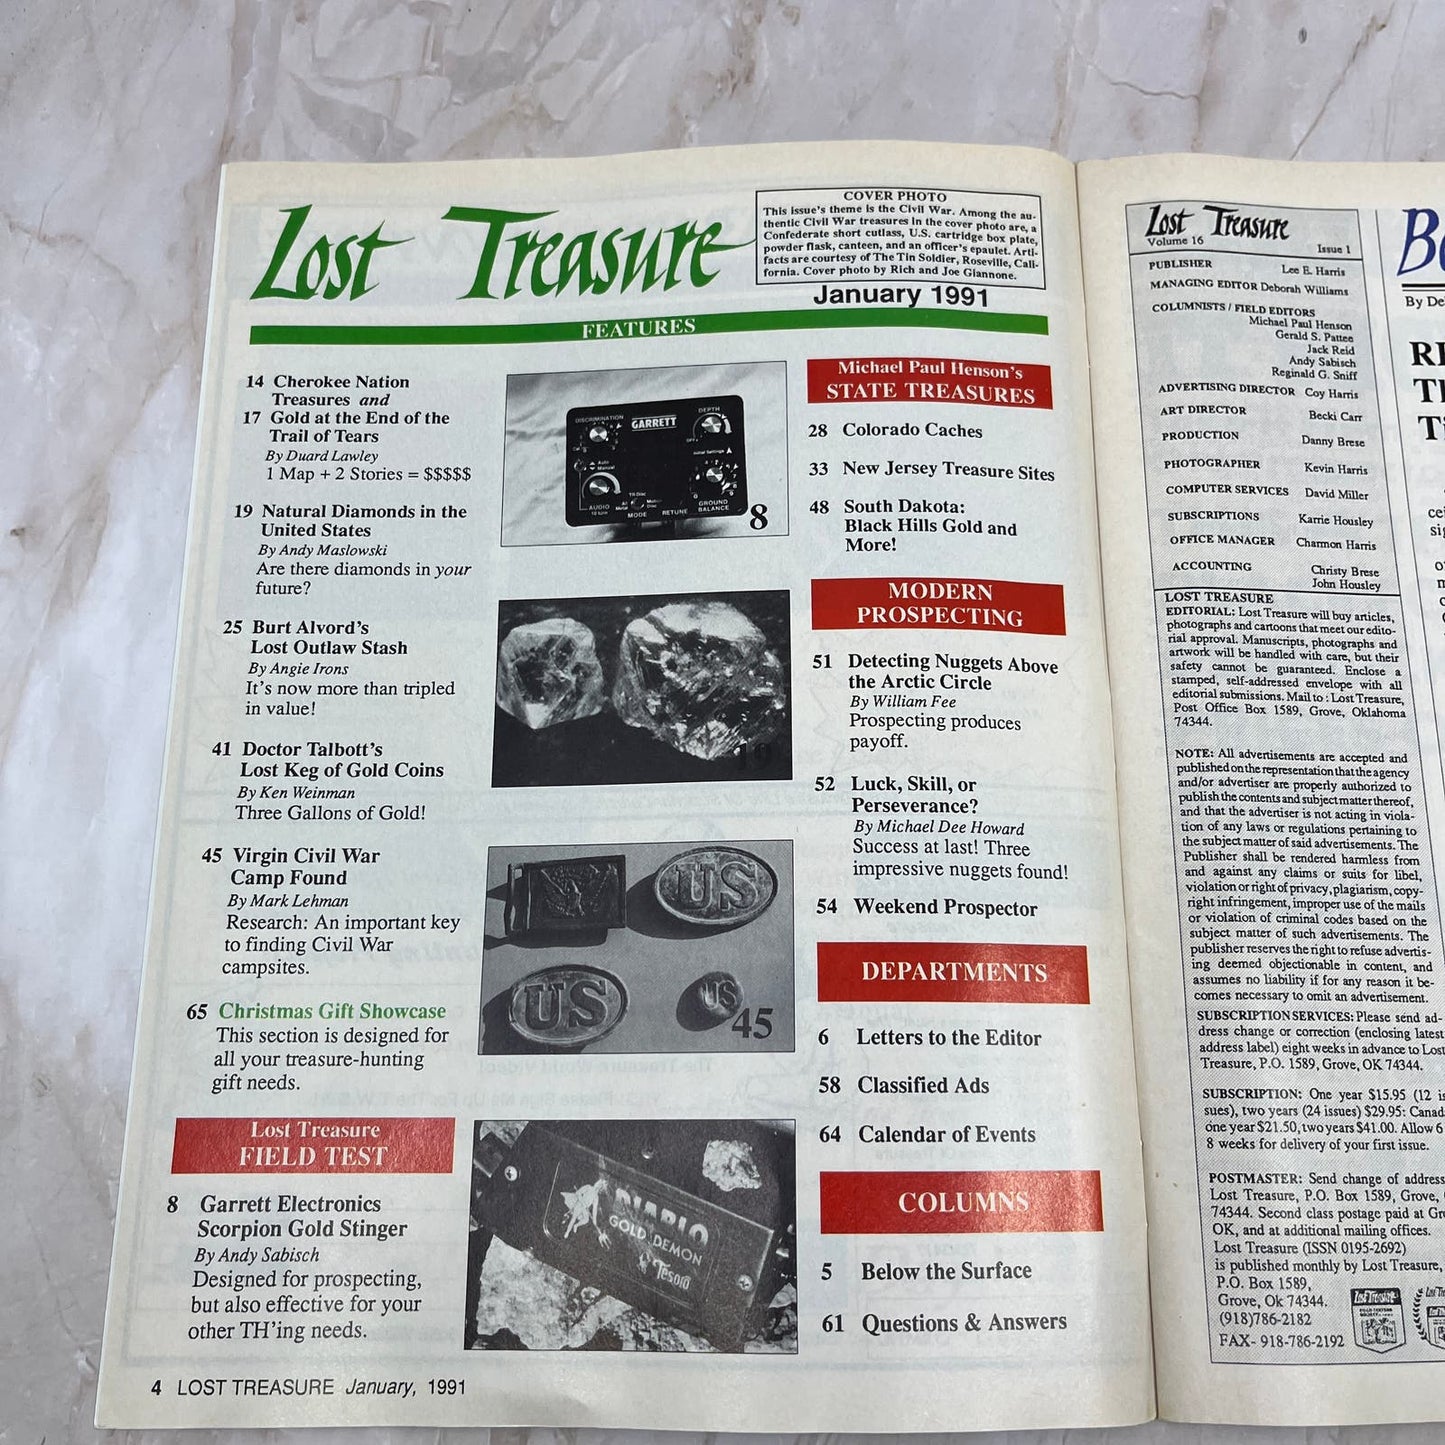 Lost Treasure
COVER PHOTO
This issue's theme is the Civil War. Among the au-
thentic Civil War treasures in the cover photo are, a
Confederate short cutlass, U.S. cartridge box plate,
powder flask, canteen, and an officer's epaulet. Arti-
facts are courtesy of The Tin Soldier, Roseville, Cali-
fornia. Cover photo by Rich and Joe Giannone.
January 1991
FEATURES
14 Cherokee Nation
Treasures and
17 Gold at the End of the
Trail of Tears
By Duard Lawley
1 Map + 2 Stories = $$$$$
19 Natural Diamonds in the
United States
By Andy Maslowski
Are there diamonds in your
future?
25 Burt Alvord's
Lost Outlaw Stash
By Angie Irons
It's now more than tripled
in value!
41 Doctor Talbott's
Lost Keg of Gold Coins
By Ken Weinman
Three Gallons of Gold!
45 Virgin Civil War
Camp Found
By Mark Lehman
Research: An important key
to finding Civil War
campsites.
65 Christmas Gift Showcase
This section is designed for
all your treasure-hunting
gift needs.
Lost Treasure
FIELD TEST
8 Garrett Electronics
Scorpion Gold Stinger
By Andy Sabisch
Designed for prospecting,
but also effective for your
other TH'ing needs.
DISCRIMINATION
GARRETT
DEPTH
OFF
Auto
Manual
Initial Settings
AUDIO
TR Disc
All
Metal
Motion
Disc
MODE
RETUNE
GROUND
BALANCE
8
19
US
US
US
45
DIABLO
GOLD DEMON
Tesoro
Michael Paul Henson's
STATE TREASURES
28 Colorado Caches
33 New Jersey Treasure Sites
48 South Dakota:
Black Hills Gold and
More!
MODERN
PROSPECTING
51 Detecting Nuggets Above
the Arctic Circle
By William Fee
Prospecting produces
payoff.
52 Luck, Skill, or
Perseverance?
By Michael Dee Howard
Success at last! Three
impressive nuggets found!
54 Weekend Prospector
DEPARTMENTS
6 Letters to the Editor
58 Classified Ads
64 Calendar of Events
COLUMNS
5 Below the Surface
61 Questions & Answers
4 LOST TREASURE January, 1991
Lost Treasure
Volume 16 Issue 1
PUBLISHER Lee E. Harris
MANAGING EDITOR Deborah Williams
COLUMNISTS / FIELD EDITORS
Michael Paul Henson
Gerald S. Pattee
Jack Reid
Andy Sabisch
Reginald G. Sniff
ADVERTISING DIRECTOR Coy Harris
ART DIRECTOR Becki Carr
PRODUCTION Danny Brese
PHOTOGRAPHER Kevin Harris
COMPUTER SERVICES David Miller
SUBSCRIPTIONS Karrie Housley
OFFICE MANAGER Charmon Harris
ACCOUNTING Christy Brese
John Housley
LOST TREASURE
EDITORIAL: Lost Treasure will buy articles,
photographs and cartoons that meet our edito-
rial approval. Manuscripts, photographs and
artwork will be handled with care, but their
safety cannot be guaranteed. Enclose a
stamped, self-addressed envelope with all
editorial submissions. Mail to : Lost Treasure,
Post Office Box 1589, Grove, Oklahoma
74344.
NOTE: All advertisements are accepted and
published on the representation that the agency
and/or advertiser are properly authorized to
publish the contents and subject matter thereof,
and that the advertiser is not acting in viola-
tion of any laws or regulations pertaining to
the subject matter of said advertisements. The
Publisher shall be rendered harmless from
and against any claims or suits for libel,
violation or right of privacy, plagiarism, copy-
right infringement, improper use of the mails
or violation of criminal codes based on the
subject matter of such advertisements. The
publisher reserves the right to refuse advertis-
ing deemed objectionable in content, and
assumes no liability if for any reason it be-
comes necessary to omit an advertisement.
SUBSCRIPTION SERVICES: Please send ad-
dress change or correction (enclosing latest
address label) eight weeks in advance to Lost
Treasure, P.O. 1589, Grove, OK 74344.
SUBSCRIPTION: One year $15.95 (12 is
sues), two years (24 issues) $29.95: Canad
one year $21.50, two years $41.00. Allow 6
8 weeks for delivery of your first issue.
POSTMASTER: Send change of address
Lost Treasure, P.O. Box 1589, Grove,
74344. Second class postage paid at Gr
OK, and at additional mailing offices.
Lost Treasure (ISSN 0195-2692)
is published monthly by Lost Treasure,
P.O. Box 1589,
Grove, Ok 74344.
(918)786-2182
FAX- 918-786-2192
Lost Treasure
By De